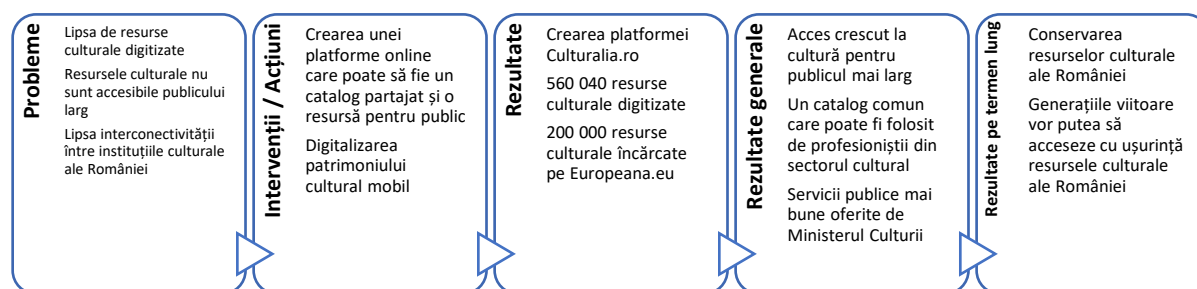 Probleme
Lipsa de resurse
culturale digitizate
Resursele culturale nu
sunt accesibile publicului
larg
Lipsa interconectivității
între instituțiile culturale
ale României
Intervenții / Acțiuni
Crearea unei
platforme online
care poate să fie un
catalog partajat și o
resursă pentru public
Digitalizarea
patrimoniului
cultural mobil
Rezultate
Crearea platformei
Culturalia.ro
560 040 resurse
culturale digitizate
200 000 resurse
culturale încărcate
pe Europeana.eu
Rezultate generale
Acces crescut la
cultură pentru
publicul mai larg
Un catalog comun
care poate fi folosit
de profesioniștii din
sectorul cultural
Servicii publice mai
bune oferite de
Ministerul Culturii
Rezultate pe termen lung
Conservarea
resurselor culturale
ale României
Generațiile viitoare
vor putea să
acceseze cu ușurință
resursele culturale
ale României